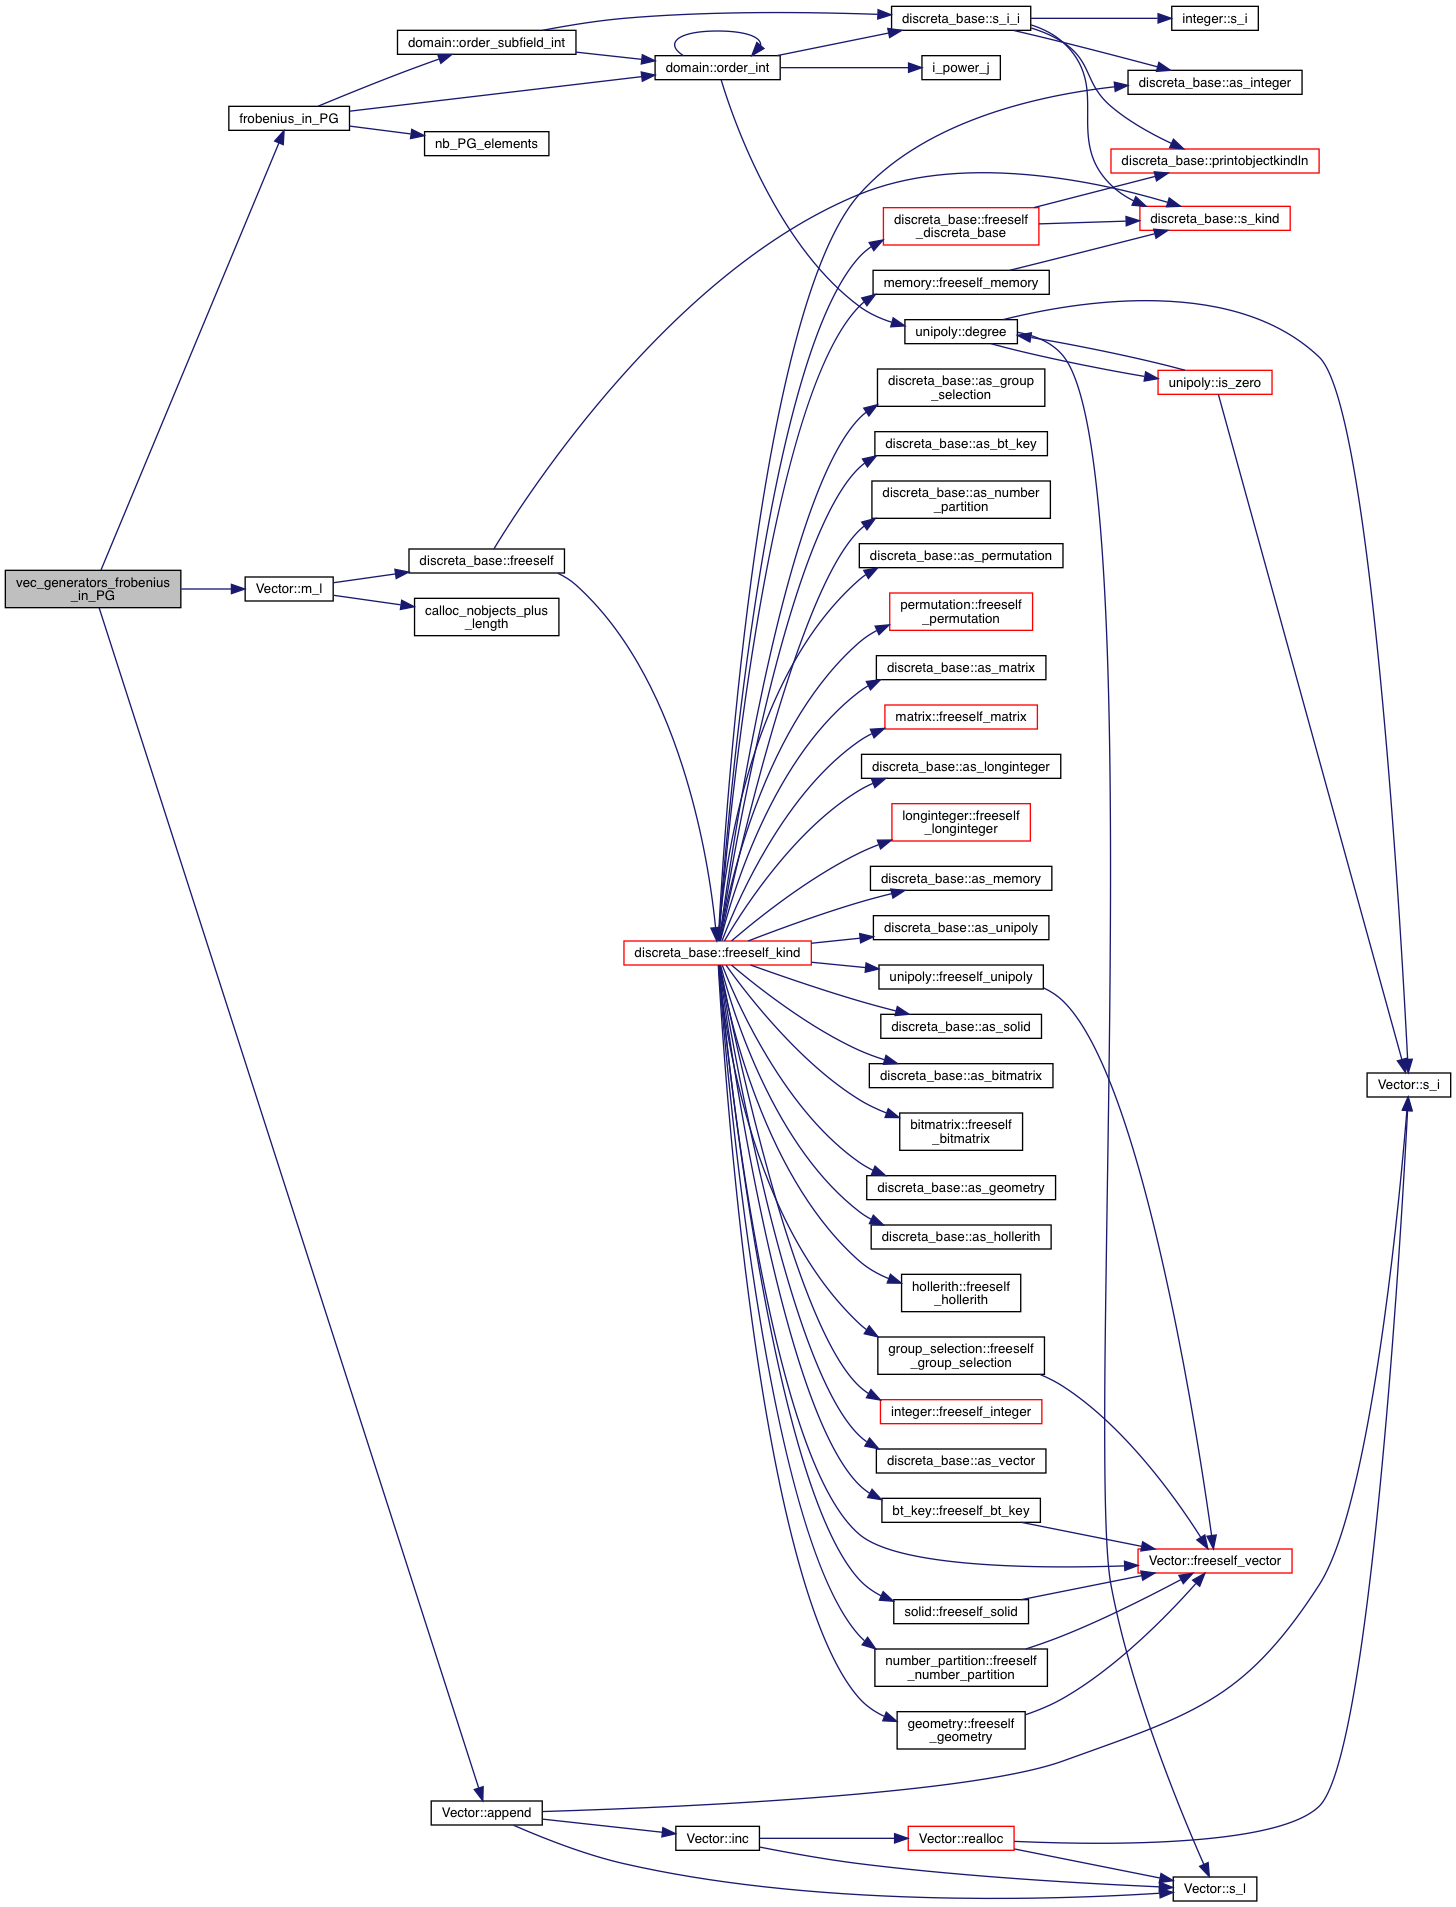 discreta_base::s_i_i
integer::s_i
domain::order_subfield_int
domain::order_int
i_power_j
discreta_base::as_integer
frobenius_in_PG
nb_PG_elements
discreta_base::printobjectkindln
discreta_base::freeself
_discreta_base
discreta_base::s_kind
memory::freeself_memory
unipoly::degree
unipoly::is_zero
discreta_base::as_group
_selection
discreta_base::as_bt_key
discreta_base::as_number
_partition
discreta_base::as_permutation
discreta_base::freeself
vec_generators_frobenius
_in_PG
Vector::m_l
calloc_nobjects_plus
_length
permutation::freeself
_permutation
discreta_base::as_matrix
matrix::freeself_matrix
discreta_base::as_longinteger
longinteger::freeself
_longinteger
discreta_base::as_memory
discreta_base::as_unipoly
discreta_base::freeself_kind
unipoly::freeself_unipoly
discreta_base::as_solid
discreta_base::as_bitmatrix
Vector::s_i
bitmatrix::freeself
_bitmatrix
discreta_base::as_geometry
discreta_base::as_hollerith
hollerith::freeself
_hollerith
group_selection::freeself
_group_selection
integer::freeself_integer
discreta_base::as_vector
bt_key::freeself_bt_key
Vector::freeself_vector
solid::freeself_solid
number_partition::freeself
_number_partition
geometry::freeself
_geometry
Vector::append
Vector::inc
Vector::realloc
Vector::s_l